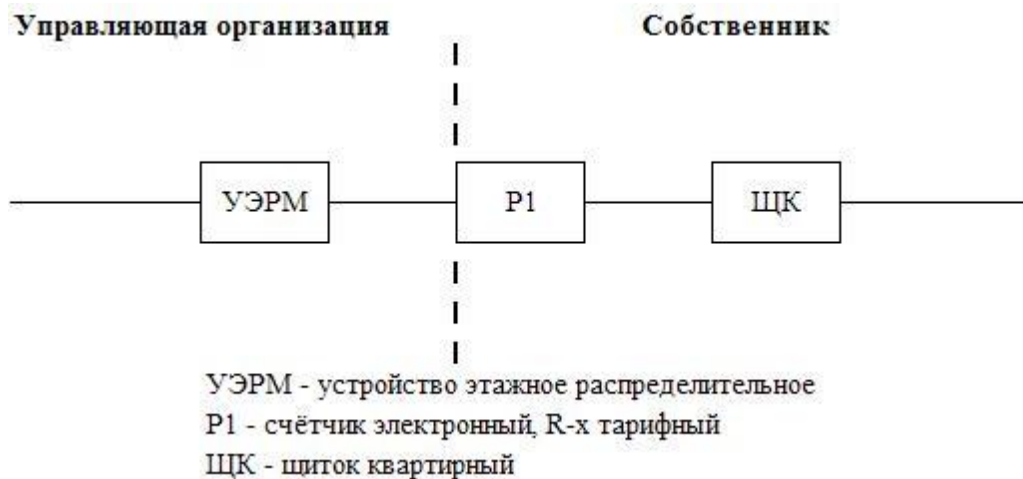 Управляющая организация Собственник
УЭРМ Р1 ЩК
УЭРМ - устройство этажное распределительное
Р1 - счётчик электронный, R-х тарифный
ЩК - щиток квартирный